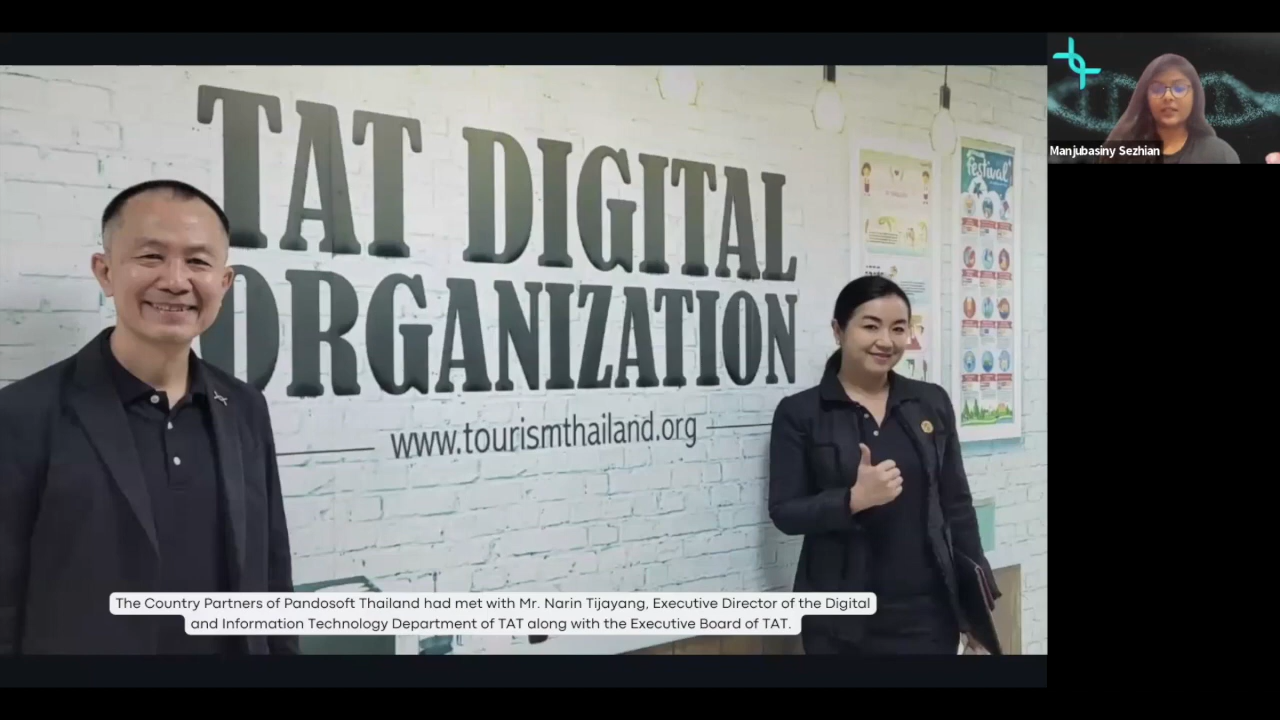 TAT DIGITAL
ORGANIZATION
www.tourismthailand.org
festival
The Country Partners of Pandosoft Thailand had met with Mr. Narin Tijayang, Executive Director of the Digital
and Information Technology Department of TAT along with the Executive Board of TAT.
Manjubasiny Sezhian